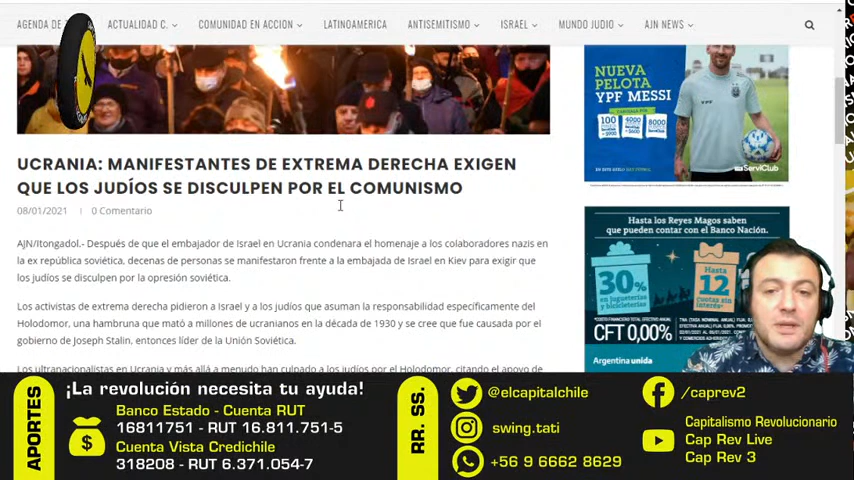 AGENDA DE
ACTUALIDAD C.
COMUNIDAD EN ACCION
LATINOAMERICA
ANTISEMITISMO
ISRAEL
MUNDO JUDIO
AJN NEWS
NUEVA
PELOTA
YPF MESSI
ServiClub
UCRANIA: MANIFESTANTES DE EXTREMA DERECHA EXIGEN
QUE LOS JUDÍOS SE DISCULPEN POR EL COMUNISMO
08/01/2021 | 0 Comentario
AJN/Itongadol.- Después de que el embajador de Israel en Ucrania condenara el homenaje a los colaboradores nazis en
la ex república soviética, decenas de personas se manifestaron frente a la embajada de Israel en Kiev para exigir que
los judíos se disculpen por la opresión soviética.
Los activistas de extrema derecha pidieron a Israel y a los judíos que asuman la responsabilidad específicamente del
Holodomor, una hambruna que mató a millones de ucranianos en la década de 1930 y se cree que fue causada por el
gobierno de Joseph Stalin, entonces líder de la Unión Soviética.
Los ultranacionalistas en Ucrania y más allá a menudo han culpado a los judíos por el Holodomor, citando el apoyo de
Hasta los Reyes Magos saben
que pueden contar con el Banco Nación.
30%
en jugueterías
y bicicleterías
Hasta
12
cuotas sin
interés
CFT 0,00%
Argentina unida
APORTES
¡La revolución necesita tu ayuda!
Banco Estado - Cuenta RUT
16811751 - RUT 16.811.751-5
Cuenta Vista Credichile
318208 - RUT 6.371.054-7
RR. SS.
@elcapitalchile
swing.tati
+56 9 6662 8629
/caprev2
Capitalismo Revolucionario
Cap Rev Live
Cap Rev 3